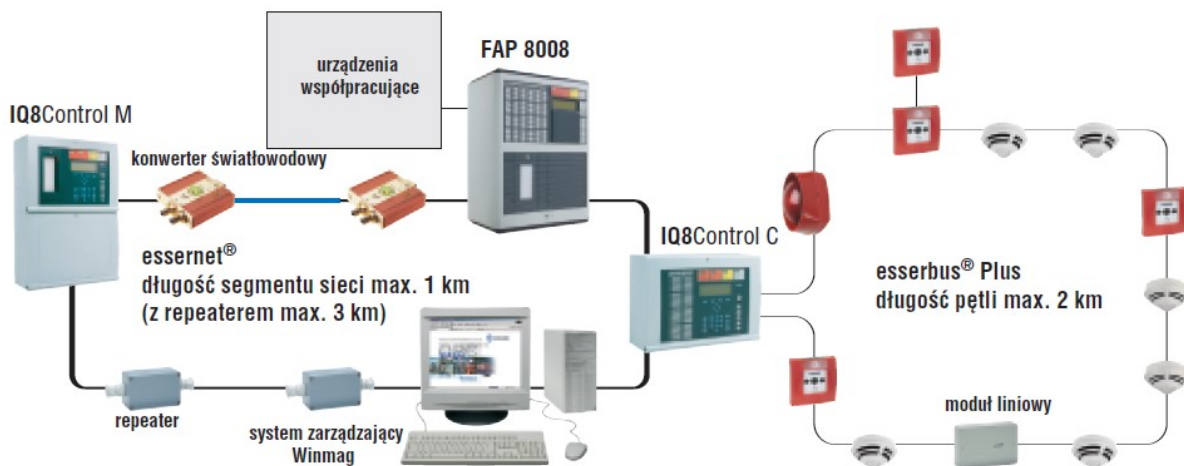 urządzenia
współpracujące
FAP 8008
IQ8Control M
konwerter światłowodowy
essernet®
długość segmentu sieci max. 1 km
(z repeaterem max. 3 km)
IQ8Control C
esserbus® Plus
długość pętli max. 2 km
repeater
system zarządzający
Winmag
moduł liniowy